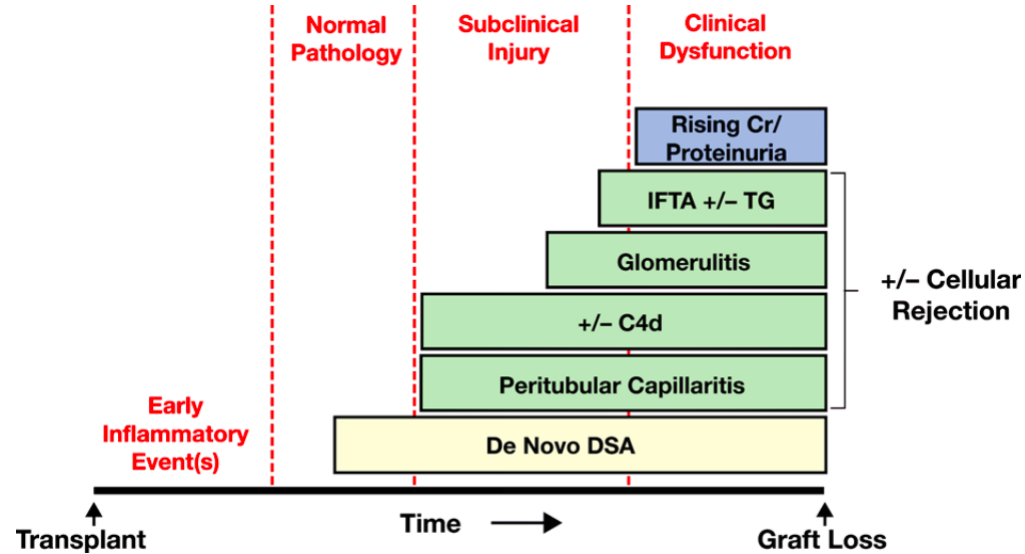 Normal
Pathology
Subclinical
Injury
Clinical
Dysfunction
Rising Cr/
Proteinuria
IFTA +/– TG
Glomerulitis
+/– C4d
Peritubular Capillaritis
+/– Cellular
Rejection
Early
Inflammatory
Event(s)
De Novo DSA
Transplant
Time
Graft Loss